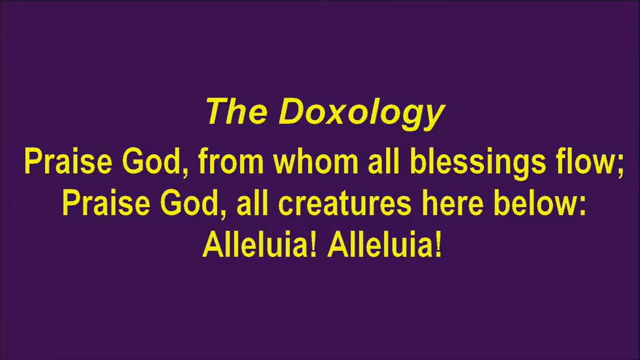 The Doxology
Praise God, from whom all blessings flow;
Praise God, all creatures here below:
Alleluia! Alleluia!